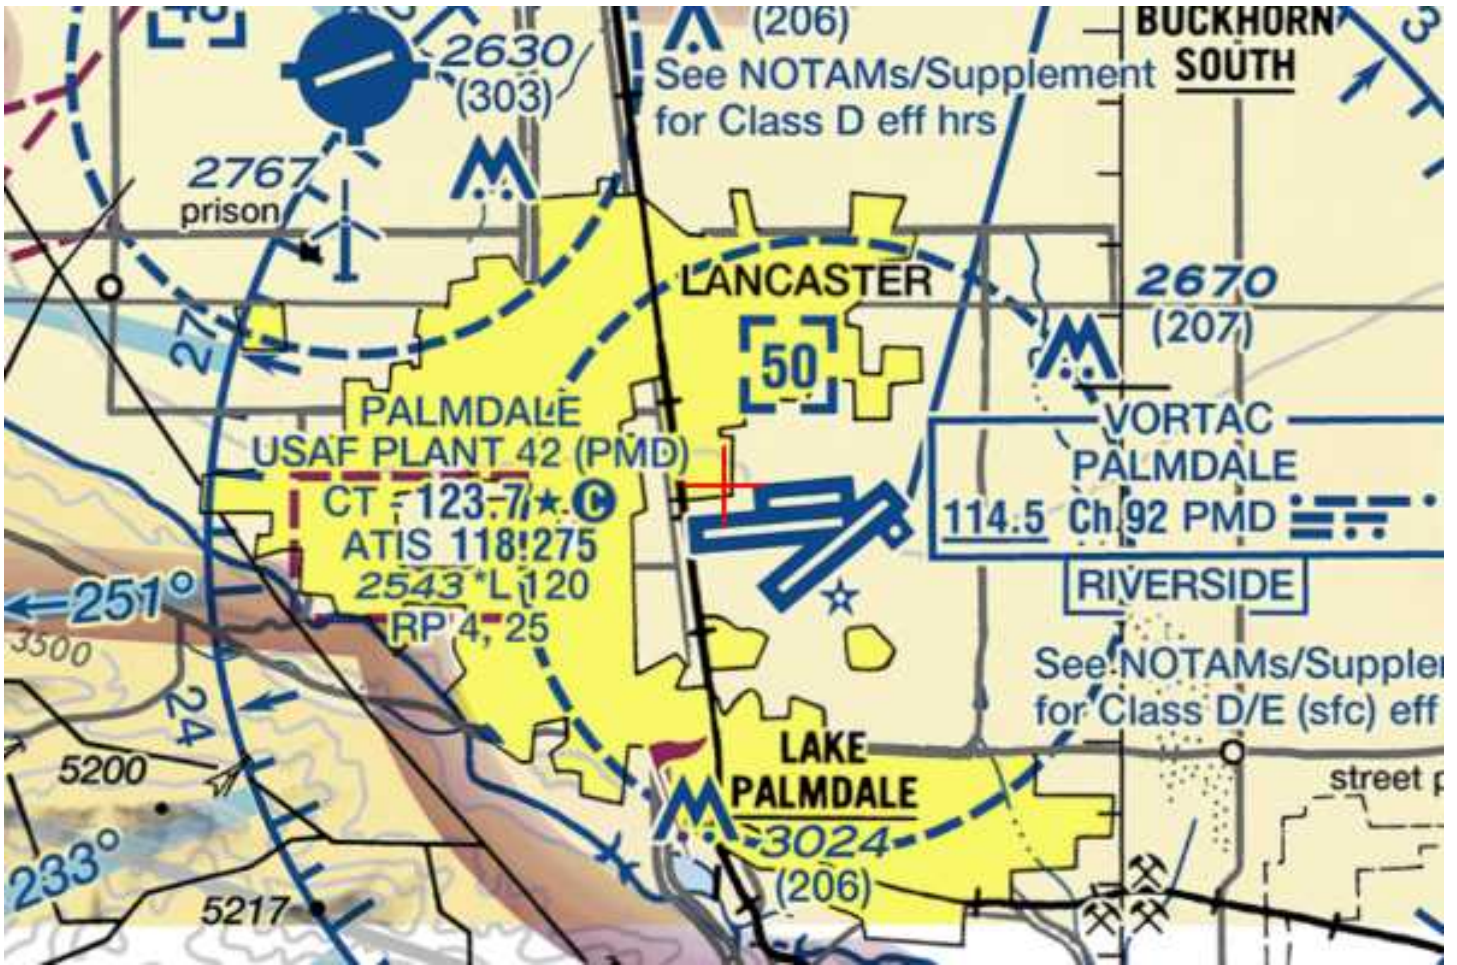 (206)
See NOTAMs/Supplement
for Class D eff hrs
BUCKHORN
SOUTH
3
2630
(303)
2767
prison
27
LANCASTER
50
2670
(207)
PALMDALE
USAF PLANT 42 (PMD)
CT - 123.7 ★ C
ATIS 118.275
2543 *L 120
RP 4, 25
VORTAC
PALMDALE
114.5 Ch 92 PMD
RIVERSIDE
See NOTAMs/Supplem
for Class D/E (sfc) eff
251°
3500
24
5200
233°
5217
LAKE
PALMDALE
3024
(206)
street p